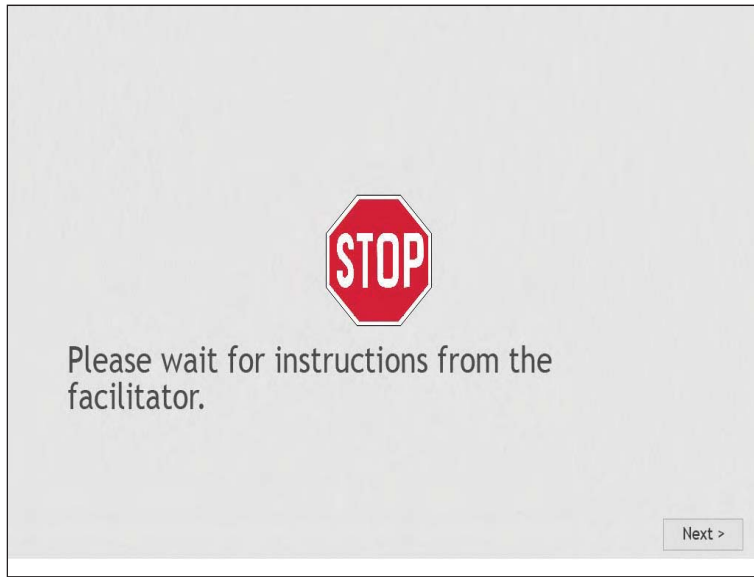 STOP
Please wait for instructions from the
facilitator.
Next >